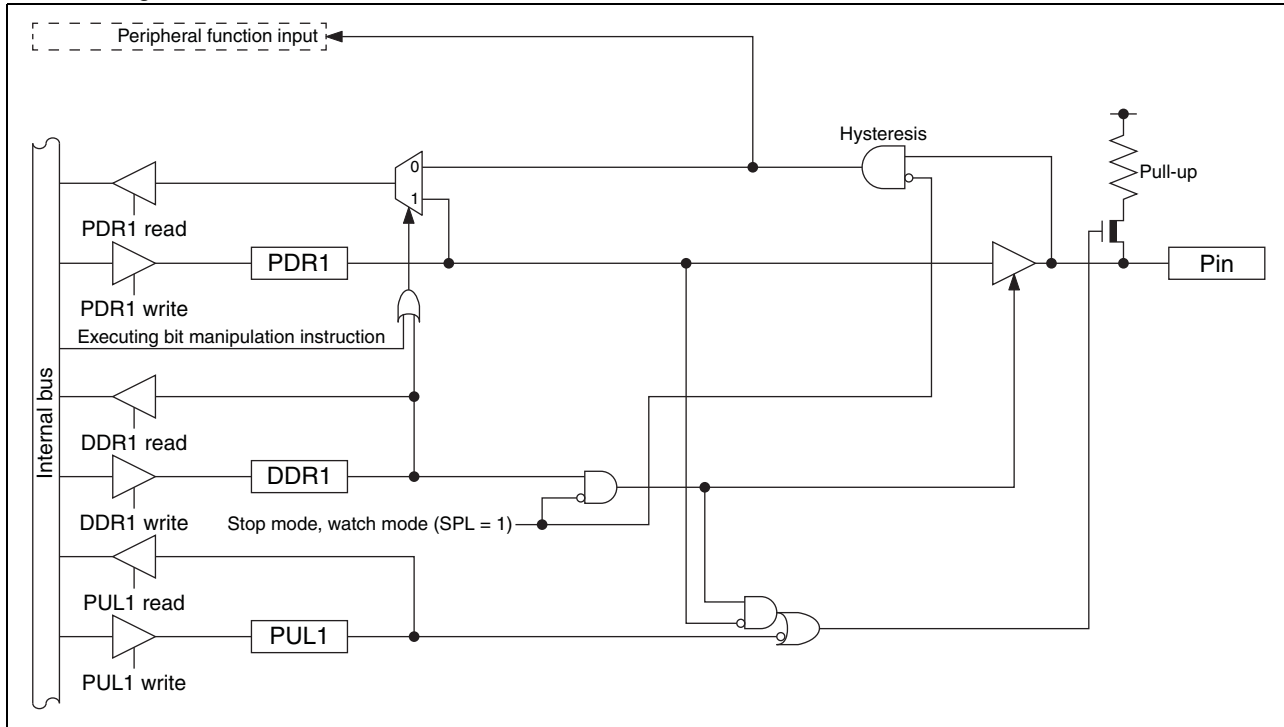 Peripheral function input
Hysteresis
0
Pull-up
1
PDR1 read
PDR1
Pin
PDR1 write
Executing bit manipulation instruction
Internal bus
DDR1 read
DDR1
Stop mode, watch mode (SPL = 1)
DDR1 write
PUL1 read
PUL1
PUL1 write